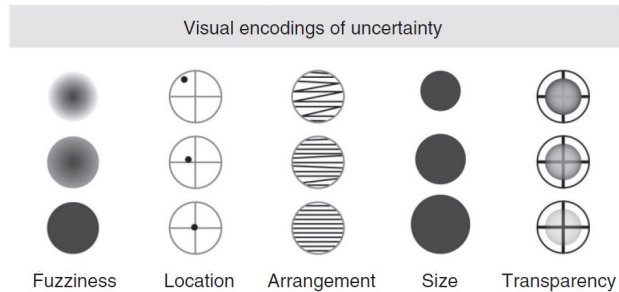 Visual encodings of uncertainty
Fuzziness Location Arrangement Size Transparency